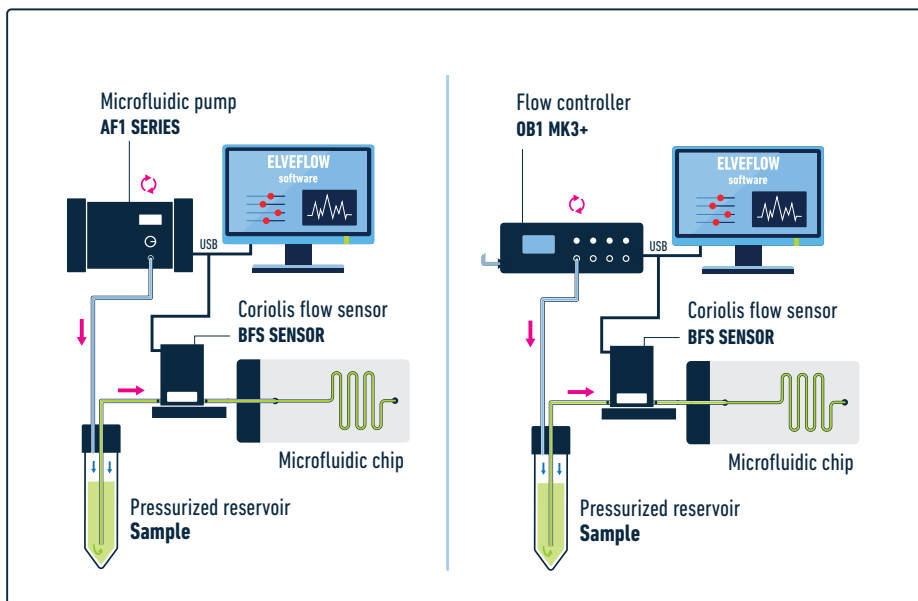 Microfluidic pump
AF1 SERIES
ELVEFLOW
software
USB
Coriolis flow sensor
BFS SENSOR
Microfluidic chip
Pressurized reservoir
Sample
Flow controller
OB1 MK3+
ELVEFLOW
software
USB
Coriolis flow sensor
BFS SENSOR
Microfluidic chip
Pressurized reservoir
Sample